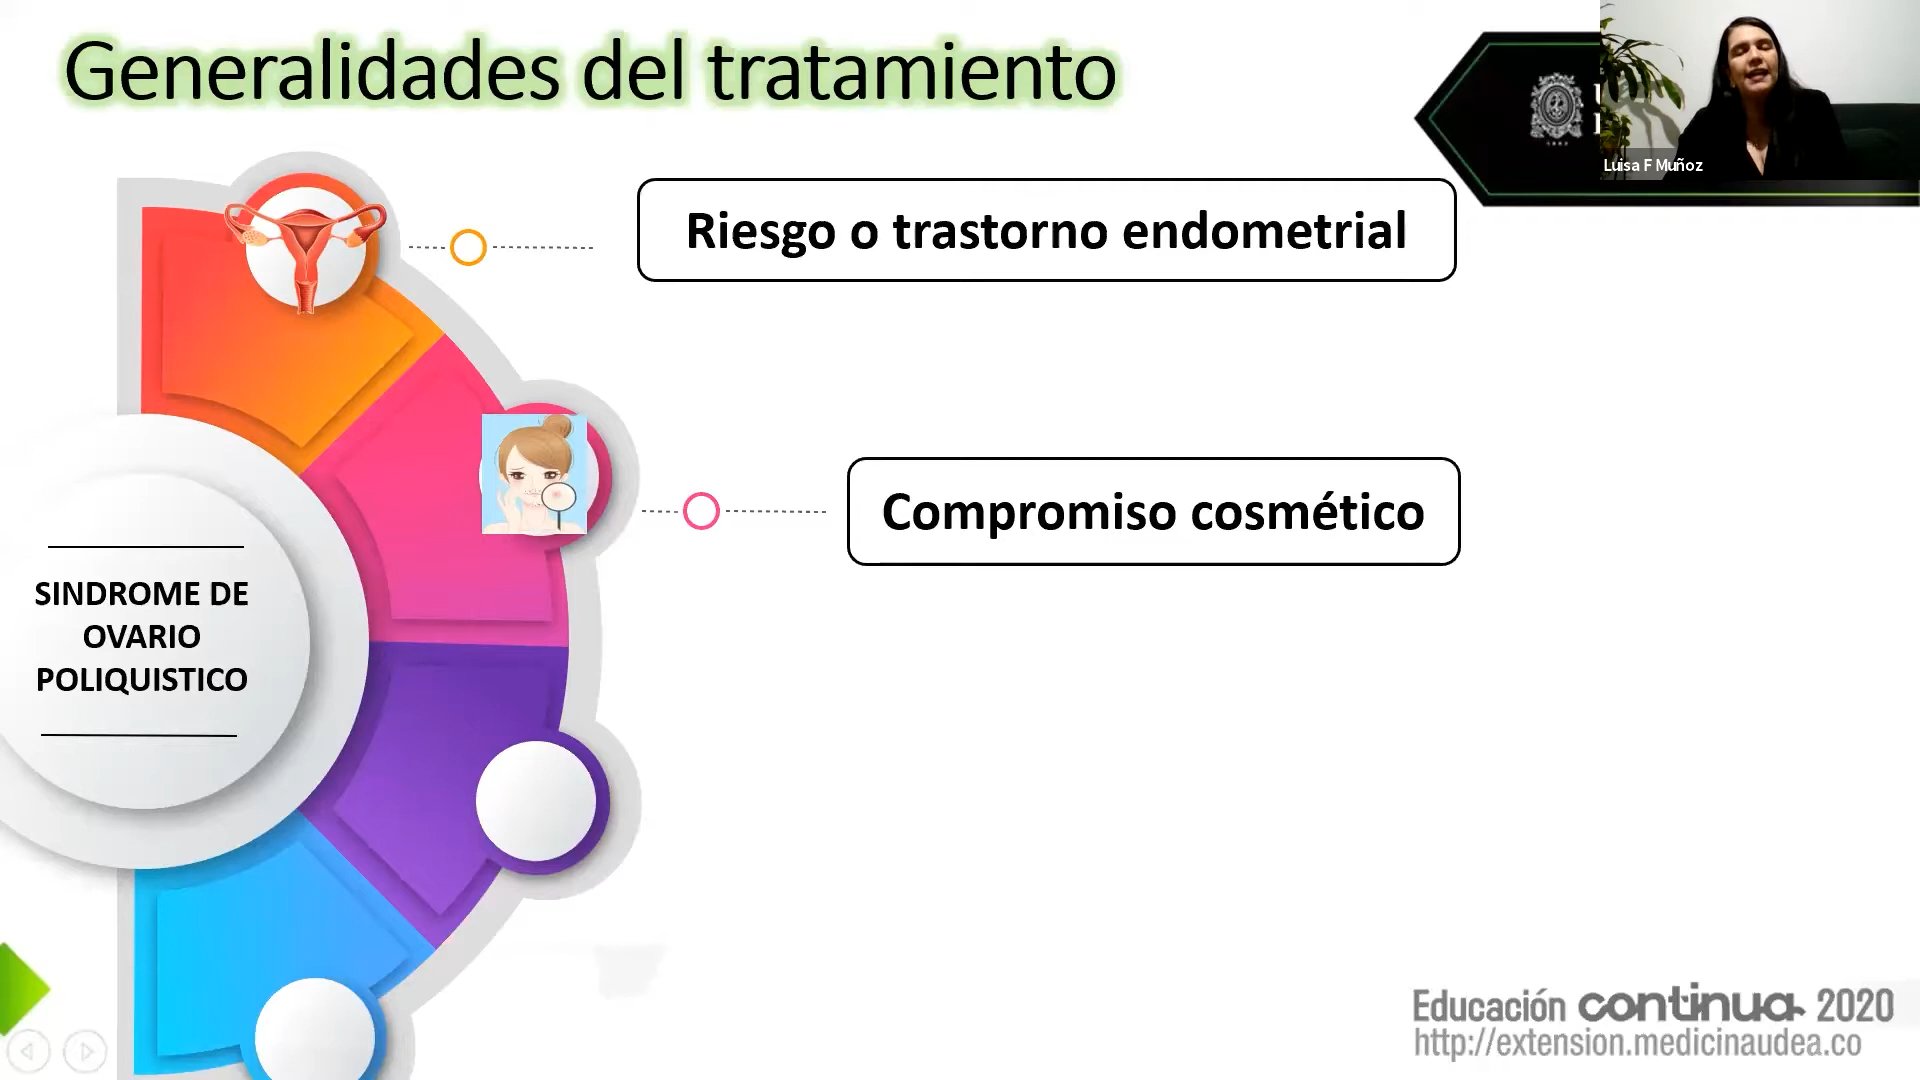 Generalidades del tratamiento
Luisa F Muñoz
Riesgo o trastorno endometrial
Compromiso cosmético
SINDROME DE
OVARIO
POLIQUISTICO
Educación continua 2020
http://extension.medicinaudea.co